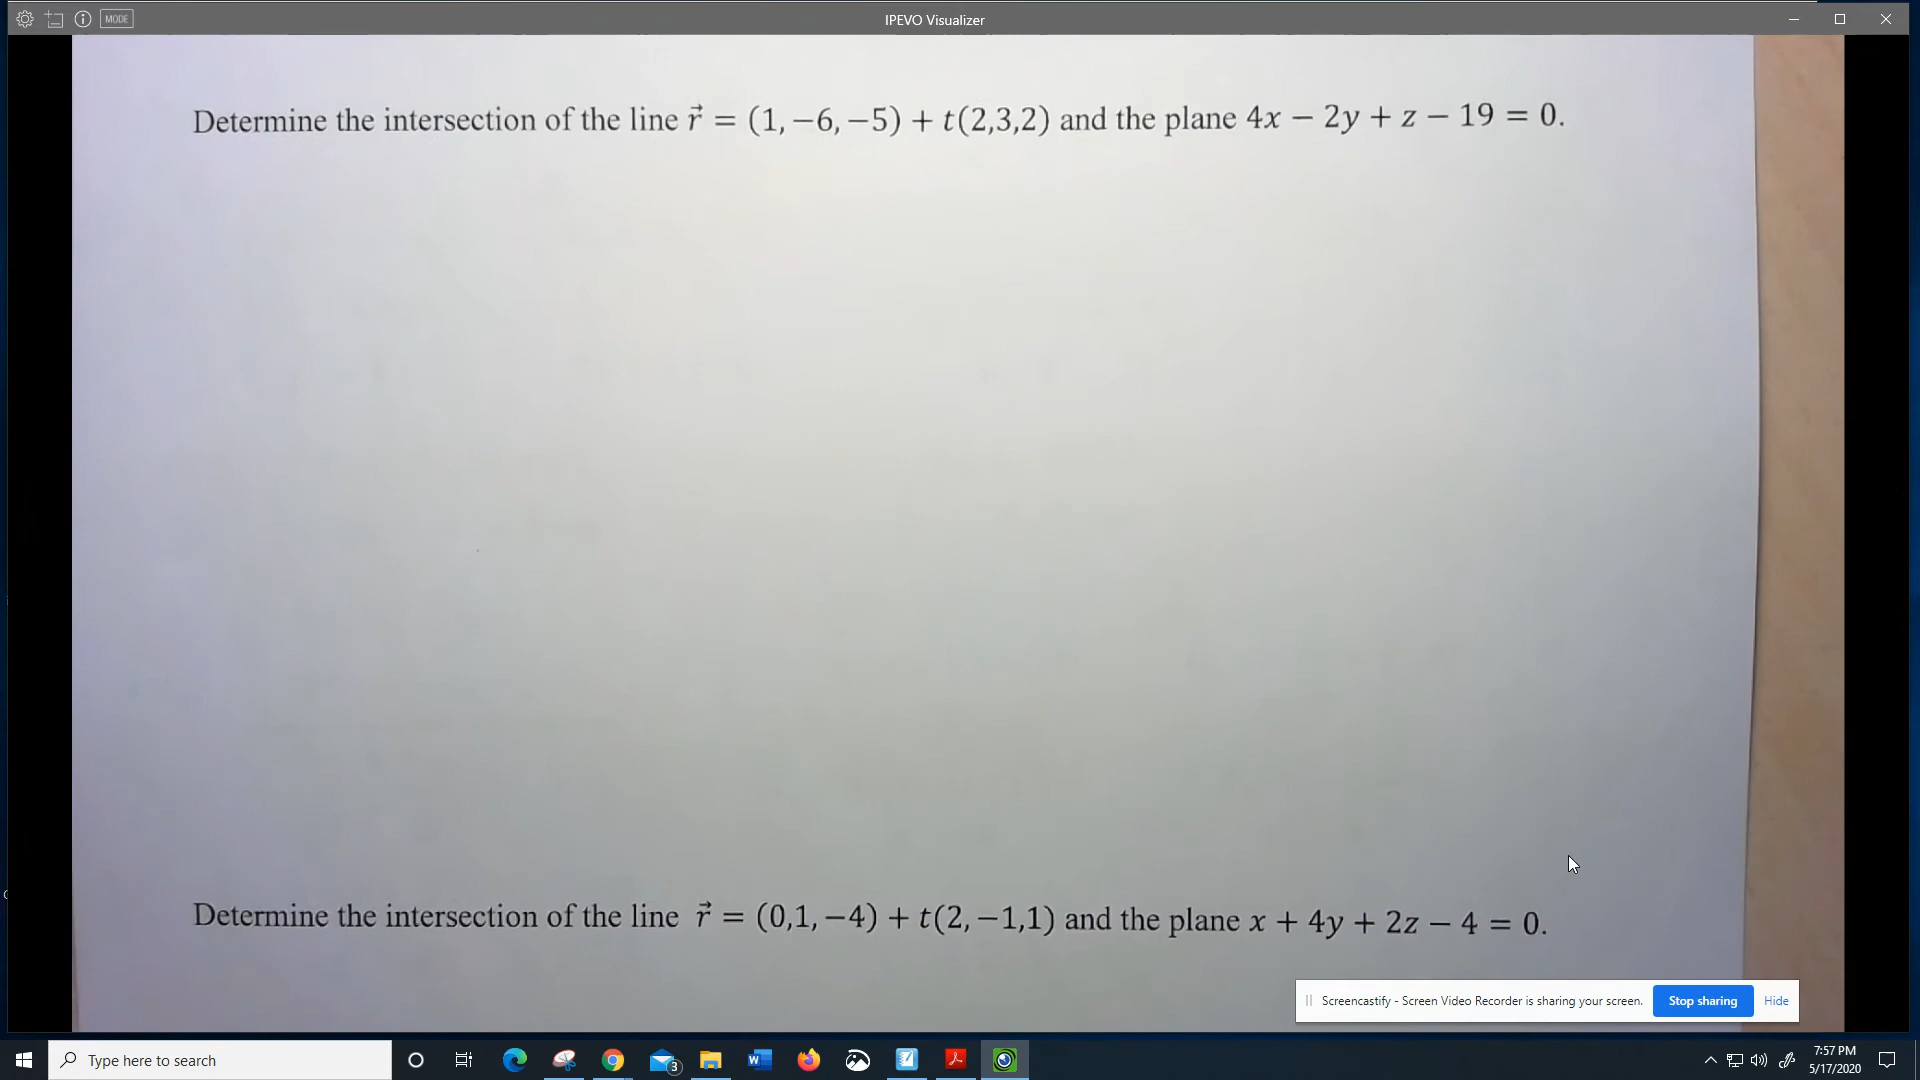 MODE
IPEVO Visualizer
Determine the intersection of the line r⃗ = (1, −6, −5) + t(2,3,2) and the plane 4x − 2y + z − 19 = 0.
Determine the intersection of the line r⃗ = (0,1, −4) + t(2, −1,1) and the plane x + 4y + 2z − 4 = 0.
Screencastify - Screen Video Recorder is sharing your screen. Stop sharing Hide
Type here to search
3
7:57 PM
5/17/2020